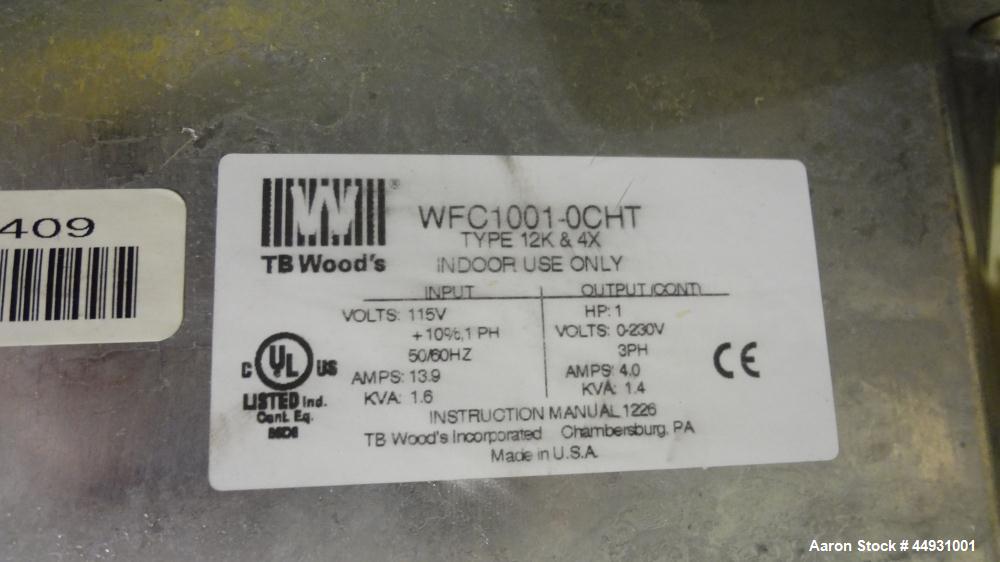 409
TB Wood's
®
WFC1001-0CHT
TYPE 12K & 4X
INDOOR USE ONLY
INPUT
VOLTS: 115V
+10%,1 PH
50/60HZ
AMPS: 13.9
KVA: 1.6
OUTPUT (CONT)
HP: 1
VOLTS: 0-230V
3PH
AMPS: 4.0
KVA: 1.4
C UL US
LISTED Ind.
Cont. Eq.
CE
INSTRUCTION MANUAL 1226
TB Wood's Incorporated Chambersburg, PA
Made in U.S.A.
Aaron Stock # 44931001